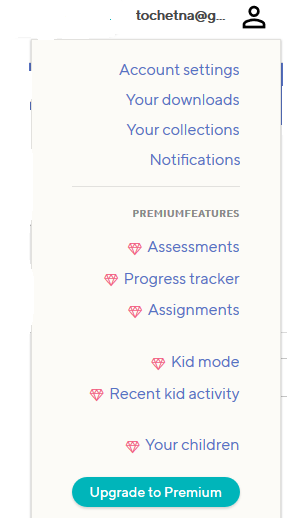 tochetna@g...
Account settings
Your downloads
Your collections
Notifications
PREMIUMFEATURES
Assessments
Progress tracker
Assignments
Kid mode
Recent kid activity
Your children
Upgrade to Premium